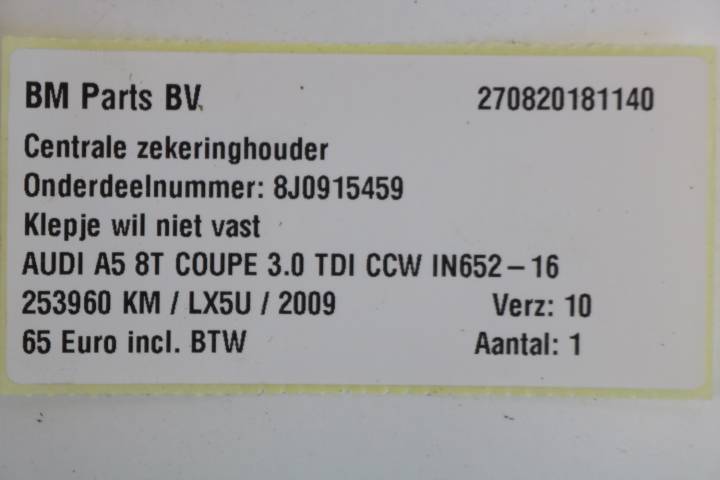 BM Parts BV. 270820181140
Centrale zekeringhouder
Onderdeelnummer: 8J0915459
Klepje wil niet vast
AUDI A5 8T COUPE 3.0 TDI CCW IN652-16
253960 KM / LX5U / 2009 Verz: 10
65 Euro incl. BTW Aantal: 1